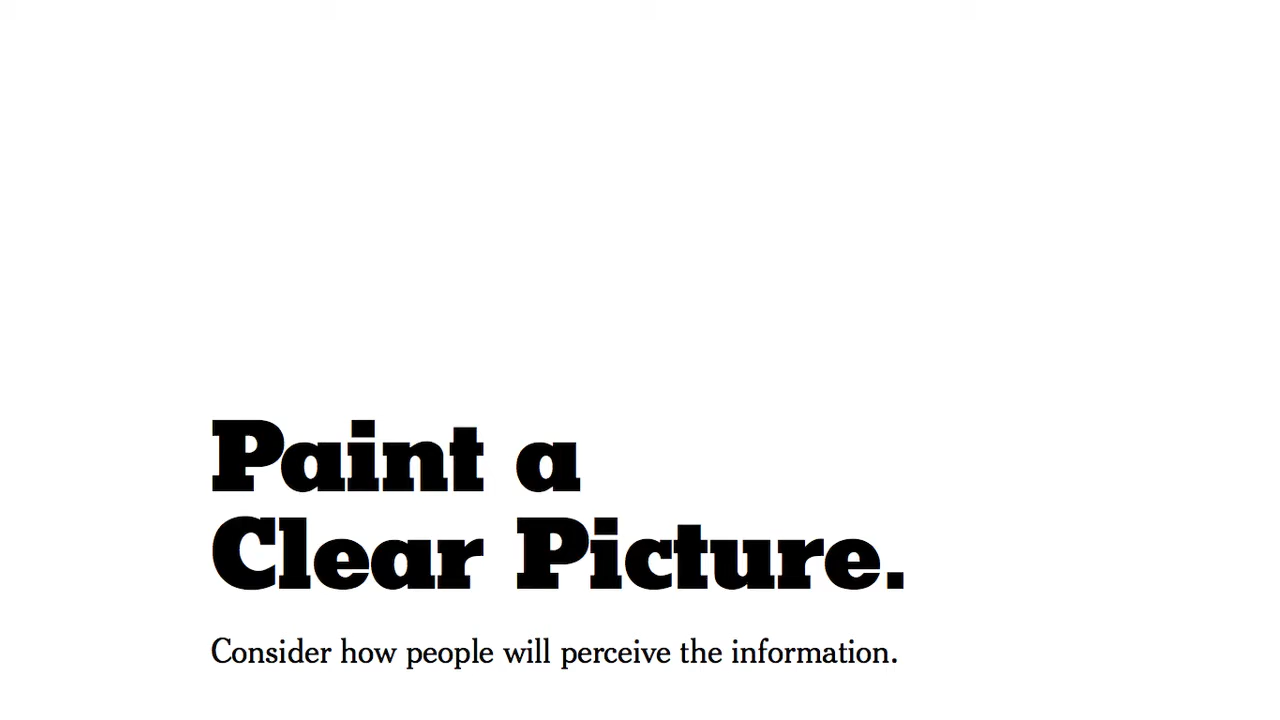 Paint a
Clear Picture.
Consider how people will perceive the information.